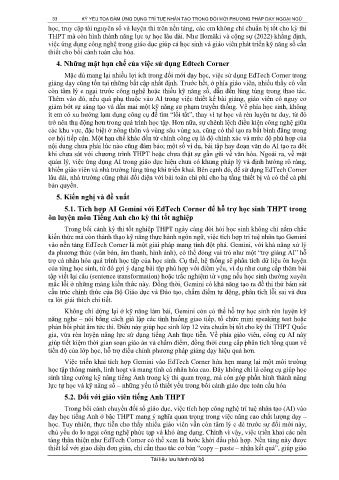 53 KỶ YẾU TỌA ĐÀM ỨNG DỤNG TRÍ TUỆ NHÂN TẠO TRONG ĐỔI MỚI PHƯƠNG PHÁP DẠY NGOẠI NGỮ
học, truy cập tài nguyên số và luyện thi trên nền tảng, các em không chỉ chuẩn bị tốt cho kỳ thi
THPT mà còn hình thành năng lực tự học lâu dài. Như Bozniki và cộng sự (2022) khẳng định,
việc ứng dụng công nghệ trong giáo dục giúp cả học sinh và giáo viên phát triển kỹ năng số cần
thiết cho bối cảnh toàn cầu hóa.
4. Những mặt hạn chế của việc sử dụng Edtech Corner
Mặc dù mang lại nhiều lợi ích trong đổi mới dạy học, việc sử dụng EdTech Corner trong
giảng dạy cũng tồn tại những bất cập nhất định. Trước hết, ở phía giáo viên, nhiều thầy cô vẫn
còn tâm lý e ngại trước công nghệ hoặc thiếu kỹ năng số, dẫn đến lúng túng trong thao tác.
Thêm vào đó, nếu quá phụ thuộc vào AI trong việc thiết kế bài giảng, giáo viên có nguy cơ
giảm bớt sự sáng tạo và dần mai một kỹ năng sư phạm truyền thống. Về phía học sinh, không
ít em có xu hướng lạm dụng công cụ để tìm “lối tắt”, thay vì tự học và rèn luyện tư duy, từ đó
trở nên thụ động hơn trong quá trình học tập. Hơn nữa, sự chênh lệch điều kiện công nghệ giữa
các khu vực, đặc biệt ở nông thôn và vùng sâu vùng xa, cũng có thể tạo ra bất bình đẳng trong
cơ hội tiếp cận. Một hạn chế khác đến từ chính công cụ là độ chính xác và mức độ phù hợp của
nội dung chưa phải lúc nào cũng đảm bảo; một số ví dụ, bài tập hay đoạn văn do AI tạo ra đôi
khi chưa sát với chương trình THPT hoặc chưa thật sự gần gũi về văn hóa. Ngoài ra, về mặt
quản lý, việc ứng dụng AI trong giáo dục hiện chưa có khung pháp lý và định hướng rõ ràng,
khiến giáo viên và nhà trường lúng túng khi triển khai. Bên cạnh đó, để sử dụng EdTech Corner
lâu dài, nhà trường cũng phải đối diện với bài toán chi phí cho hạ tầng thiết bị và có thể cả phí
bản quyền.
5. Kiến nghị và đề xuất
5.1. Tích hợp AI Gemini với EdTech Corner để hỗ trợ học sinh THPT trong
ôn luyện môn Tiếng Anh cho kỳ thi tốt nghiệp
Trong bối cảnh kỳ thi tốt nghiệp THPT ngày càng đòi hỏi học sinh không chỉ nắm chắc
kiến thức mà còn thành thạo kỹ năng thực hành ngôn ngữ, việc tích hợp trí tuệ nhân tạo Gemini
vào nền tảng EdTech Corner là một giải pháp mang tính đột phá. Gemini, với khả năng xử lý
đa phương thức (văn bản, âm thanh, hình ảnh), có thể đóng vai trò như một “trợ giảng AI” hỗ
trợ cá nhân hóa quá trình học tập của học sinh. Cụ thể, hệ thống sẽ phân tích dữ liệu ôn luyện
của từng học sinh, từ đó gợi ý dạng bài tập phù hợp với điểm yếu, ví dụ như cung cấp thêm bài
tập viết lại câu (sentence transformation) hoặc trắc nghiệm từ vựng nếu học sinh thường xuyên
mắc lỗi ở những mảng kiến thức này. Đồng thời, Gemini có khả năng tạo ra đề thi thử bám sát
cấu trúc chính thức của Bộ Giáo dục và Đào tạo, chấm điểm tự động, phân tích lỗi sai và đưa
ra lời giải thích chi tiết.
Không chỉ dừng lại ở kỹ năng làm bài, Gemini còn có thể hỗ trợ học sinh rèn luyện kỹ
năng nghe – nói bằng cách giả lập các tình huống giao tiếp, tổ chức mini speaking test hoặc
phản hồi phát âm tức thì. Điều này giúp học sinh lớp 12 vừa chuẩn bị tốt cho kỳ thi THPT Quốc
gia, vừa rèn luyện năng lực sử dụng tiếng Anh thực tiễn. Về phía giáo viên, công cụ AI này
giúp tiết kiệm thời gian soạn giáo án và chấm điểm, đồng thời cung cấp phân tích tổng quan về
tiến độ của lớp học, hỗ trợ điều chỉnh phương pháp giảng dạy hiệu quả hơn.
Việc triển khai tích hợp Gemini vào EdTech Corner hứa hẹn mang lại một môi trường
học tập thông minh, linh hoạt và mang tính cá nhân hóa cao. Đây không chỉ là công cụ giúp học
sinh tăng cường kỹ năng tiếng Anh trong kỳ thi quan trọng, mà còn góp phần hình thành năng
lực tự học và kỹ năng số – những yếu tố thiết yếu trong bối cảnh giáo dục toàn cầu hóa
5.2. Đối với giáo viên tiếng Anh THPT
Trong bối cảnh chuyển đổi số giáo dục, việc tích hợp công nghệ trí tuệ nhân tạo (AI) vào
dạy học tiếng Anh ở bậc THPT mang ý nghĩa quan trọng trong việc nâng cao chất lượng dạy –
học. Tuy nhiên, thực tiễn cho thấy nhiều giáo viên vẫn còn tâm lý e dè trước sự đổi mới này,
chủ yếu do lo ngại công nghệ phức tạp và khó ứng dụng. Chính vì vậy, việc triển khai các nền
tảng thân thiện như EdTech Corner có thể xem là bước khởi đầu phù hợp. Nền tảng này được
thiết kế với giao diện đơn giản, chỉ cần thao tác cơ bản “copy – paste – nhận kết quả”, giúp giáo
Tài liệu lưu hành nội bộ